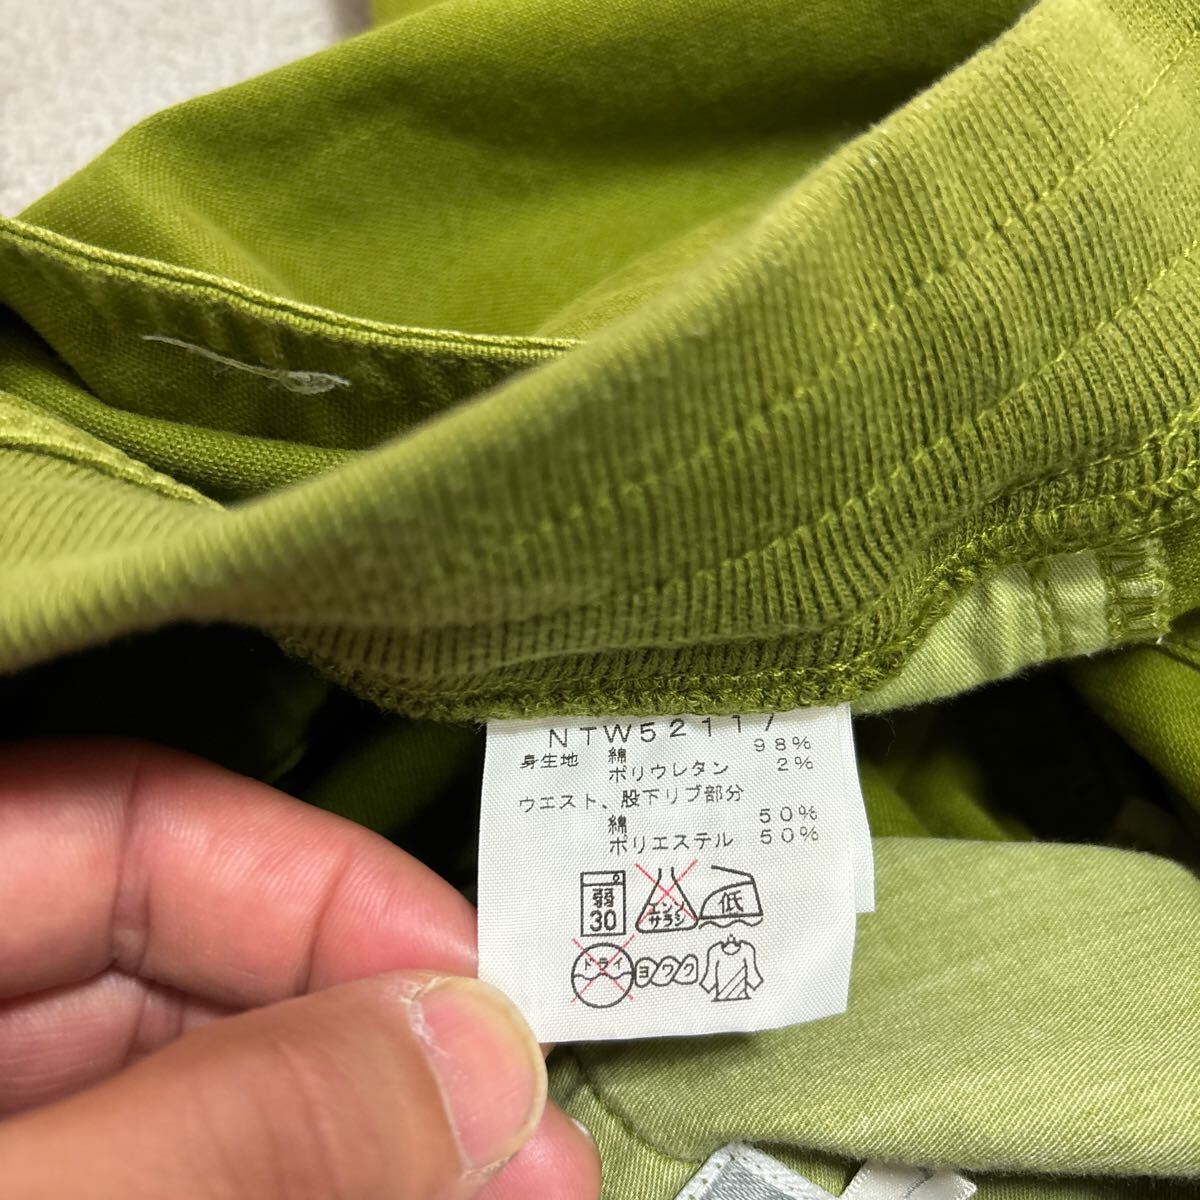 NTW52117
身生地 綿 98%
ポリウレタン 2%
ウエスト、股下リブ部分
綿 50%
ポリエステル 50%
弱 30
エンソサラシ
低
ドライ
ヨワク